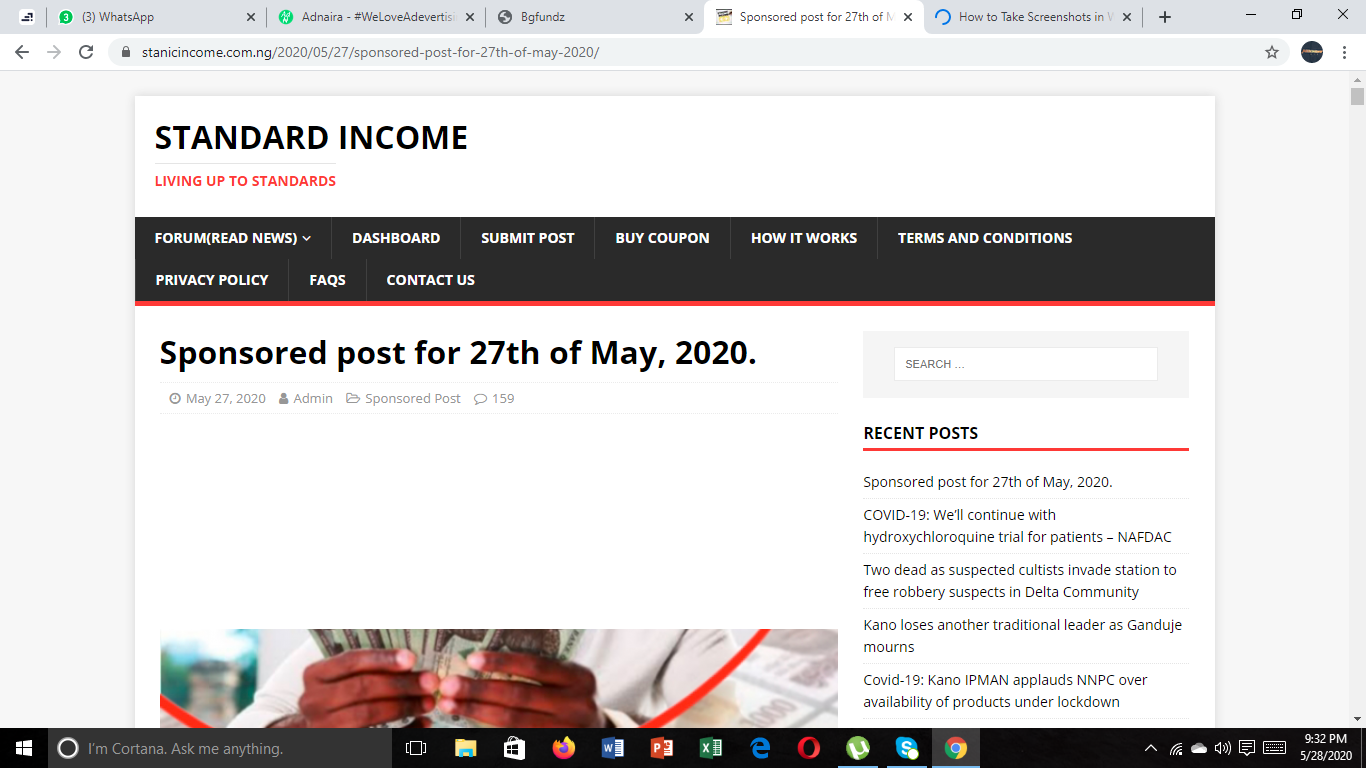 (3) WhatsApp
Adnaira - #WeLoveAdevertisi
Bgfundz
Sponsored post for 27th of M
How to Take Screenshots in W
stanicincome.com.ng/2020/05/27/sponsored-post-for-27th-of-may-2020/
STANDARD INCOME
LIVING UP TO STANDARDS
FORUM(READ NEWS)
DASHBOARD
SUBMIT POST
BUY COUPON
HOW IT WORKS
TERMS AND CONDITIONS
PRIVACY POLICY
FAQS
CONTACT US
Sponsored post for 27th of May, 2020.
May 27, 2020 Admin Sponsored Post 159
SEARCH ...
RECENT POSTS
Sponsored post for 27th of May, 2020.
COVID-19: We’ll continue with
hydroxychloroquine trial for patients – NAFDAC
Two dead as suspected cultists invade station to
free robbery suspects in Delta Community
Kano loses another traditional leader as Ganduje
mourns
Covid-19: Kano IPMAN applauds NNPC over
availability of products under lockdown
I'm Cortana. Ask me anything.
9:32 PM
5/28/2020